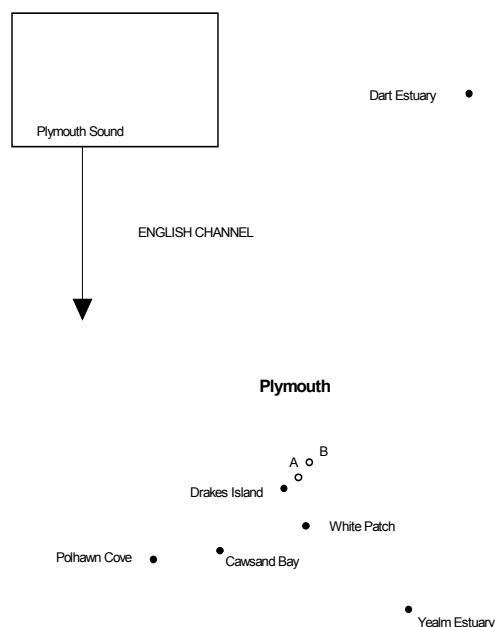 Dart Estuary
Plymouth Sound
ENGLISH CHANNEL
Plymouth
B
A
Drakes Island
White Patch
Polhawn Cove
Cawsand Bay
Yealm Estuary